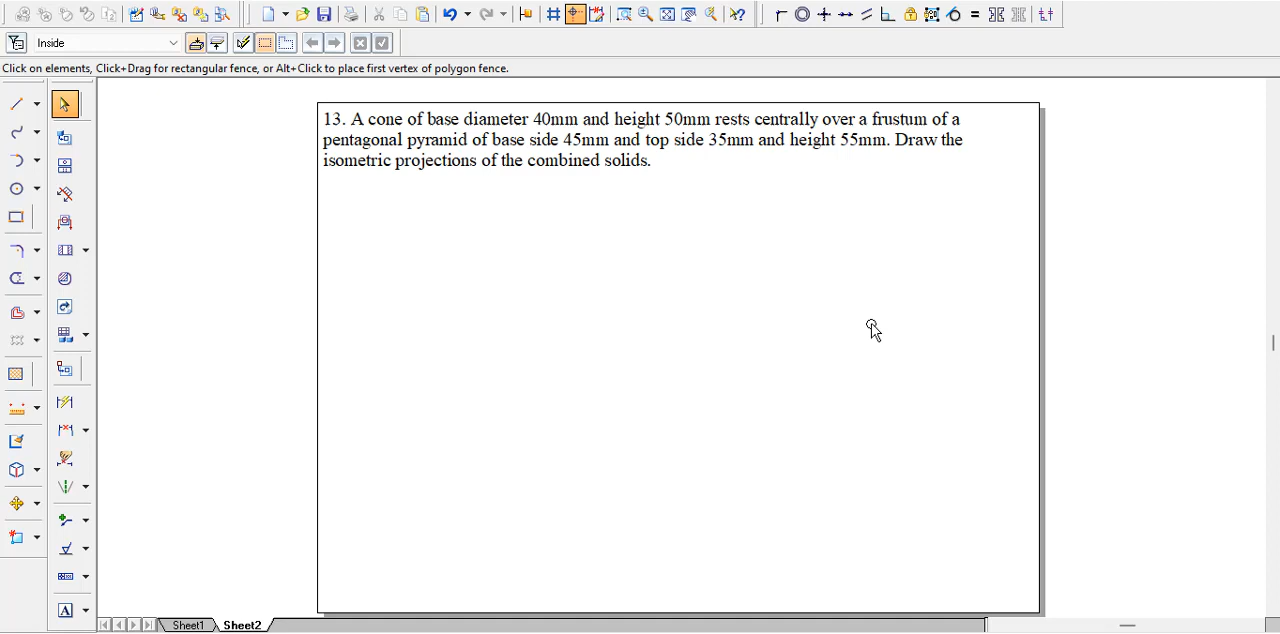 Inside
Click on elements, Click+Drag for rectangular fence, or Alt+Click to place first vertex of polygon fence.
13. A cone of base diameter 40mm and height 50mm rests centrally over a frustum of a
pentagonal pyramid of base side 45mm and top side 35mm and height 55mm. Draw the
isometric projections of the combined solids.
A
Sheet1 Sheet2